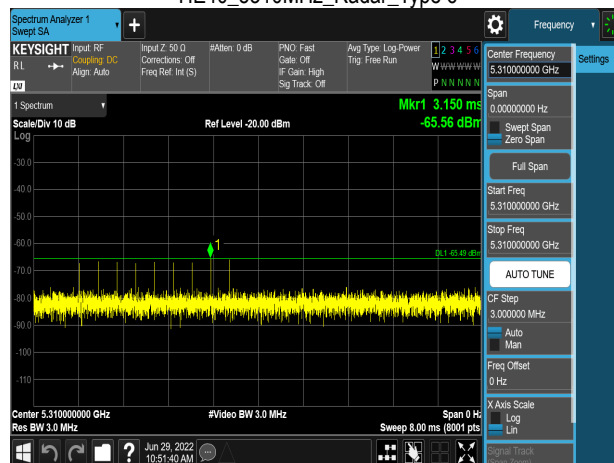 Spectrum Analyzer 1
Swept SA
Frequency
KEYSIGHT
RL
LXI
Input: RF
Coupling: DC
Align: Auto
Input Z: 50 Ω
Corrections: Off
Freq Ref: Int (S)
#Atten: 0 dB
PNO: Fast
Gate: Off
IF Gain: High
Sig Track: Off
Avg Type: Log-Power
Trig: Free Run
1 2 3 4 5 6
W W W W W W
P N N N N N
1 Spectrum
Scale/Div 10 dB
Log
Ref Level -20.00 dBm
Mkr1 3.150 ms
-65.56 dBm
-30.0
-40.0
-50.0
-60.0
-70.0
-80.0
-90.0
-100
-110
1
DL1 -65.49 dBm
Center 5.310000000 GHz
Res BW 3.0 MHz
#Video BW 3.0 MHz
Span 0 Hz
Sweep 8.00 ms (8001 pts
Jun 29, 2022
10:51:40 AM
Center Frequency
5.310000000 GHz
Settings
Span
0.00000000 Hz
Swept Span
Zero Span
Full Span
Start Freq
5.310000000 GHz
Stop Freq
5.310000000 GHz
AUTO TUNE
CF Step
3.000000 MHz
Auto
Man
Freq Offset
0 Hz
X Axis Scale
Log
Lin
Signal Track
(Span Zoom)